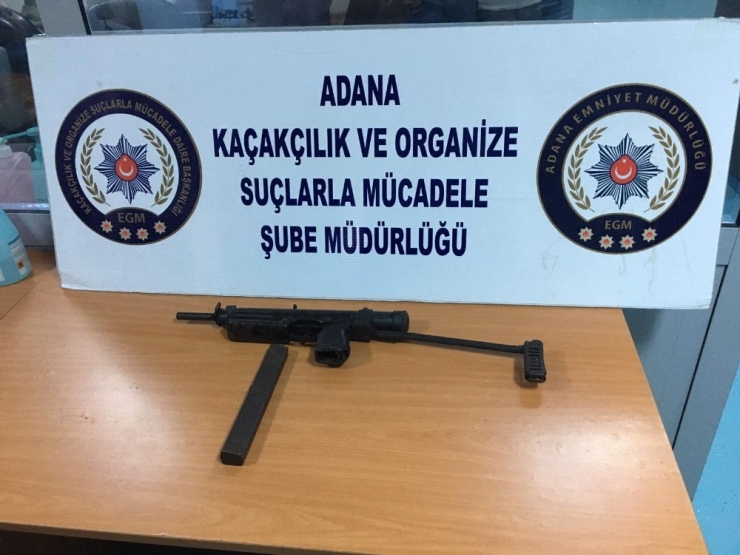 ADANA
KAÇAKÇILIK VE ORGANİZE
SUÇLARLA MÜCADELE
ŞUBE MÜDÜRLÜĞÜ
KAÇAKÇILIK VE ORGANİZE SUÇLARLA MÜCADELE DAİRE BAŞKANLIĞI
EGM
ADANA EMNİYET MÜDÜRLÜĞÜ
EGM